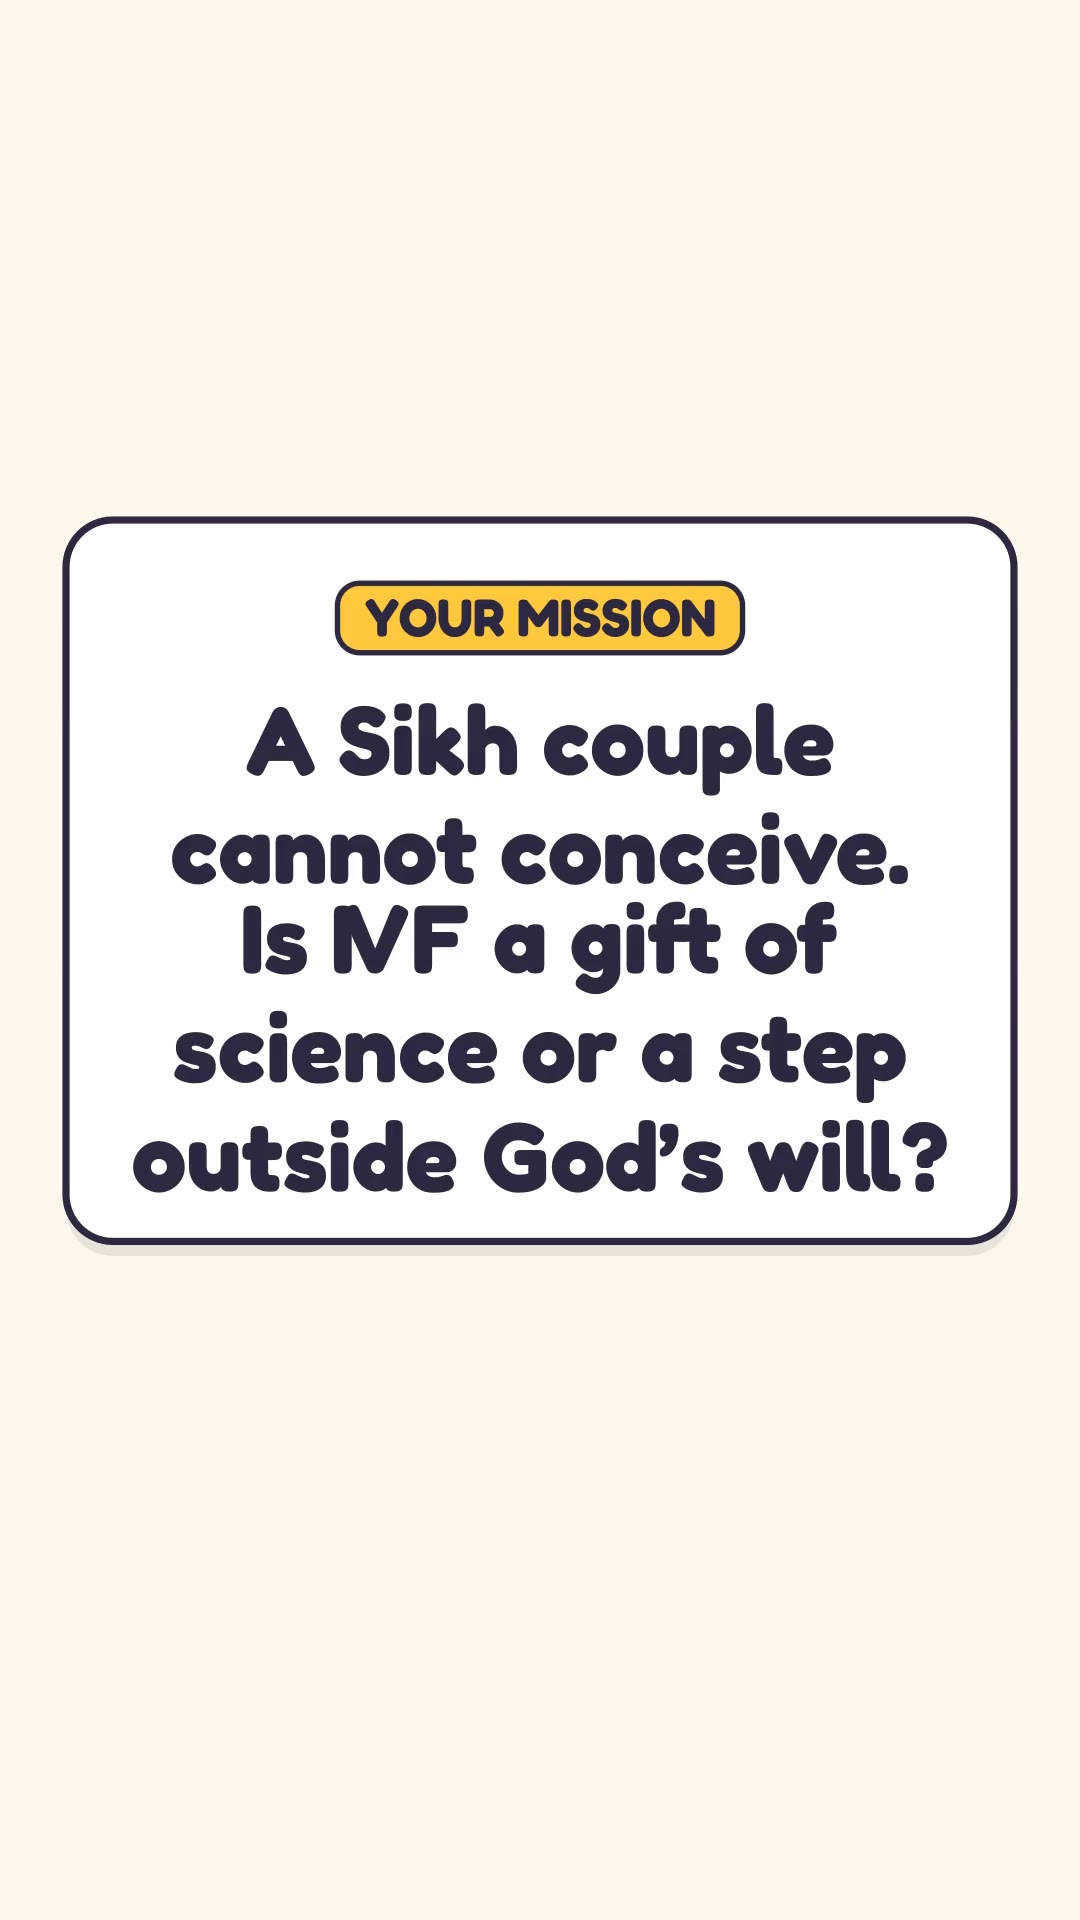 YOUR MISSION
A Sikh couple
cannot conceive.
Is IVF a gift of
science or a step
outside God’s will?